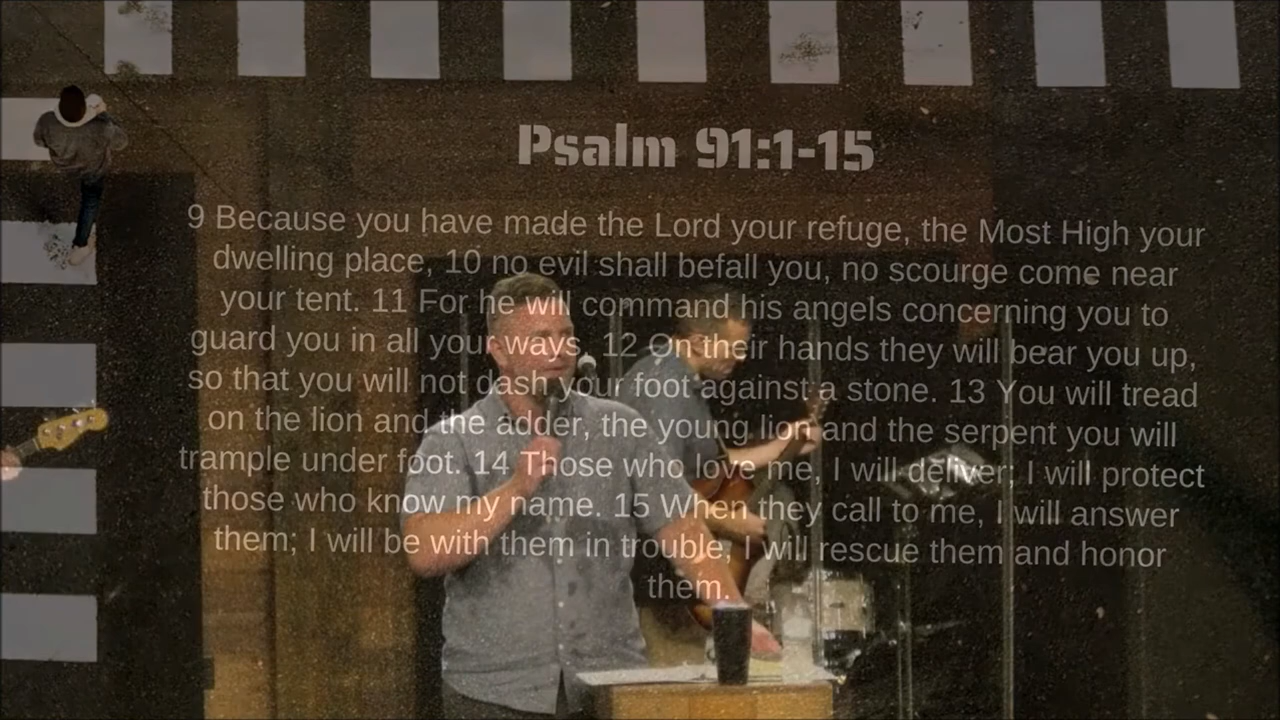 Psalm 91:1-15
9 Because you have made the Lord your refuge, the Most High your
dwelling place, 10 no evil shall befall you, no scourge come near
your tent. 11 For he will command his angels concerning you to
guard you in all your ways. 12 On their hands they will bear you up,
so that you will not dash your foot against a stone. 13 You will tread
on the lion and the adder, the young lion and the serpent you will
trample under foot. 14 Those who love me, I will deliver; I will protect
those who know my name. 15 When they call to me, I will answer
them; I will be with them in trouble, I will rescue them and honor
them.